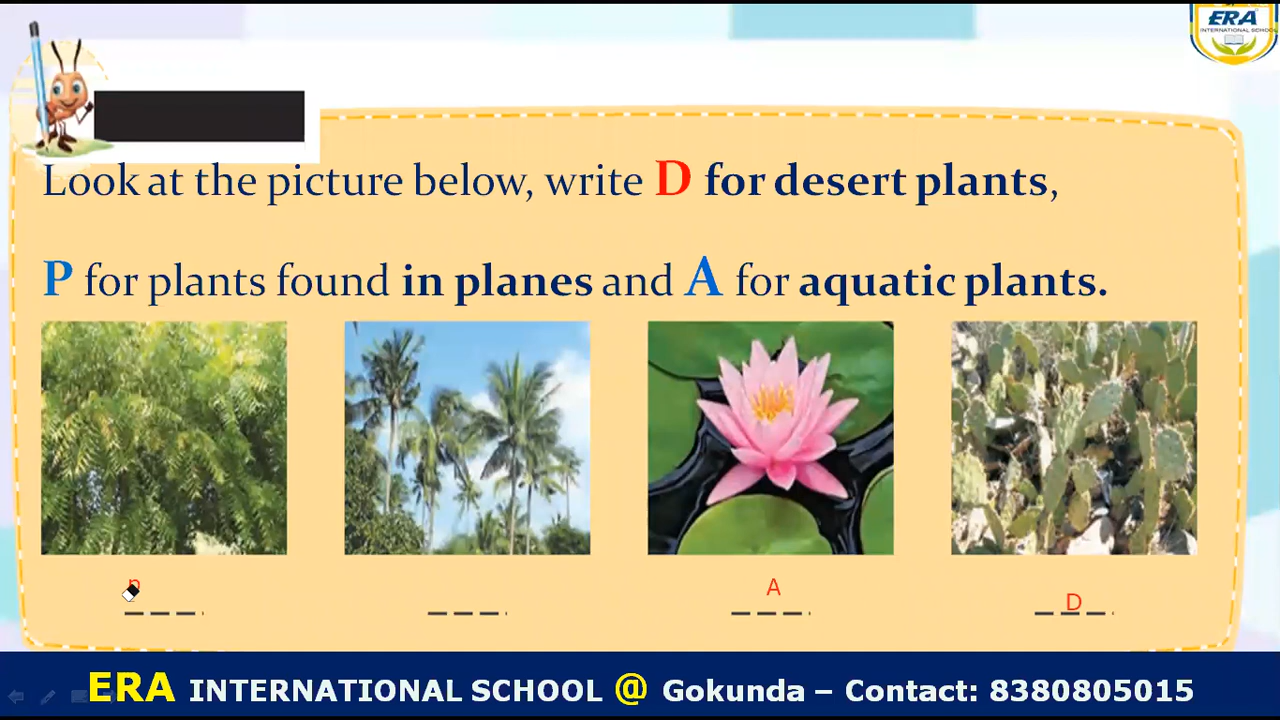 ERA
INTERNATIONAL SCHOOL
Look at the picture below, write D for desert plants,
P for plants found in planes and A for aquatic plants.
A
D
ERA INTERNATIONAL SCHOOL @ Gokunda – Contact: 8380805015